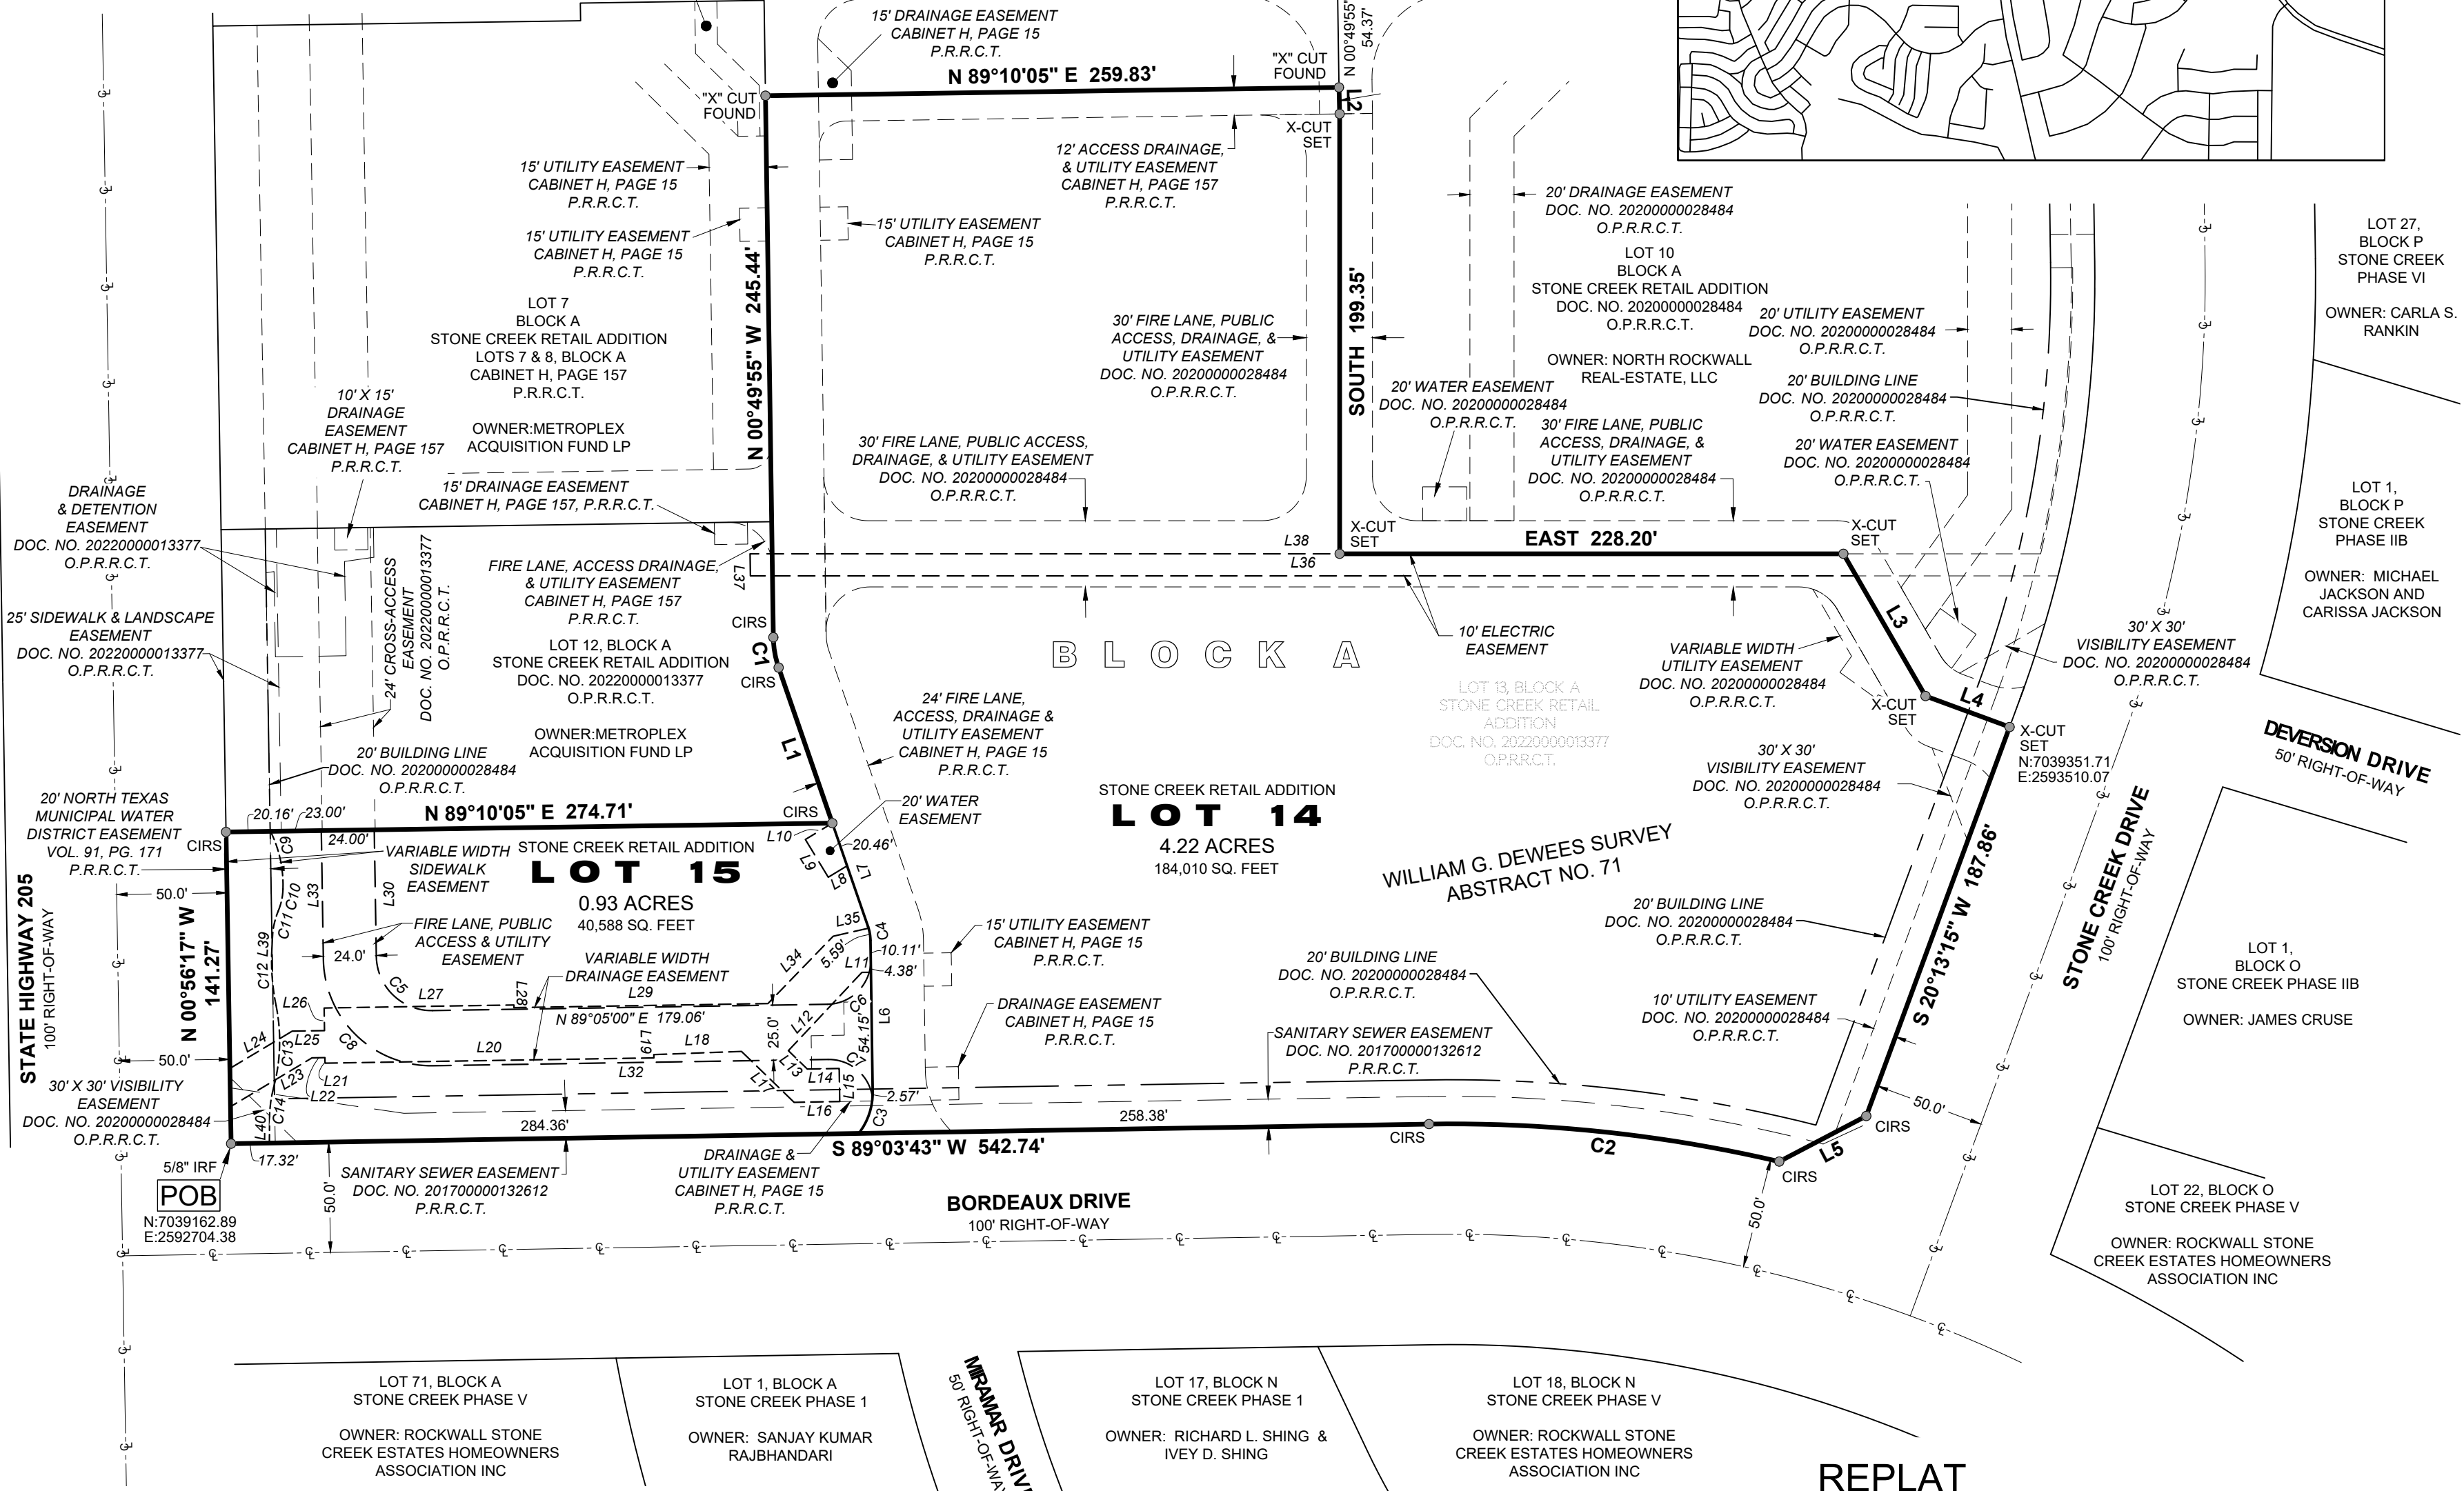 15' DRAINAGE EASEMENT
CABINET H, PAGE 15
P.R.R.C.T.
N 00°49'55"
54.37'
"X" CUT
FOUND
N 89°10'05" E 259.83'
"X" CUT
FOUND
L2
X-CUT
SET
12' ACCESS DRAINAGE,
& UTILITY EASEMENT
CABINET H, PAGE 157
P.R.R.C.T.
15' UTILITY EASEMENT
CABINET H, PAGE 15
P.R.R.C.T.
15' UTILITY EASEMENT
CABINET H, PAGE 15
P.R.R.C.T.
15' UTILITY EASEMENT
CABINET H, PAGE 15
P.R.R.C.T.
20' DRAINAGE EASEMENT
DOC. NO. 20200000028484
O.P.R.R.C.T.
LOT 10
BLOCK A
STONE CREEK RETAIL ADDITION
DOC. NO. 20200000028484
O.P.R.R.C.T.
OWNER: NORTH ROCKWALL
REAL-ESTATE, LLC
LOT 27,
BLOCK P
STONE CREEK
PHASE VI
OWNER: CARLA S.
RANKIN
N 00°49'55" W 245.44'
SOUTH 199.35'
LOT 7
BLOCK A
STONE CREEK RETAIL ADDITION
LOTS 7 & 8, BLOCK A
CABINET H, PAGE 157
P.R.R.C.T.
OWNER:METROPLEX
ACQUISITION FUND LP
30' FIRE LANE, PUBLIC
ACCESS, DRAINAGE, &
UTILITY EASEMENT
DOC. NO. 20200000028484
O.P.R.R.C.T.
20' UTILITY EASEMENT
DOC. NO. 20200000028484
O.P.R.R.C.T.
20' BUILDING LINE
DOC. NO. 20200000028484
O.P.R.R.C.T.
20' WATER EASEMENT
DOC. NO. 20200000028484
O.P.R.R.C.T.
20' WATER EASEMENT
DOC. NO. 20200000028484
O.P.R.R.C.T.
30' FIRE LANE, PUBLIC
ACCESS, DRAINAGE, &
UTILITY EASEMENT
DOC. NO. 20200000028484
O.P.R.R.C.T.
10' X 15'
DRAINAGE
EASEMENT
CABINET H, PAGE 157
P.R.R.C.T.
30' FIRE LANE, PUBLIC ACCESS,
DRAINAGE, & UTILITY EASEMENT
DOC. NO. 20200000028484
O.P.R.R.C.T.
15' DRAINAGE EASEMENT
CABINET H, PAGE 157, P.R.R.C.T.
DRAINAGE
& DETENTION
EASEMENT
DOC. NO. 20220000013377
O.P.R.R.C.T.
LOT 1,
BLOCK P
STONE CREEK
PHASE IIB
OWNER: MICHAEL
JACKSON AND
CARISSA JACKSON
X-CUT
SET
EAST 228.20'
X-CUT
SET
L38
L36
L37
FIRE LANE, ACCESS DRAINAGE,
& UTILITY EASEMENT
CABINET H, PAGE 157
P.R.R.C.T.
24' CROSS-ACCESS
EASEMENT
DOC. NO. 20220000013377
O.P.R.R.C.T.
25' SIDEWALK & LANDSCAPE
EASEMENT
DOC. NO. 20220000013377
O.P.R.R.C.T.
CIRS
C1
CIRS
LOT 12, BLOCK A
STONE CREEK RETAIL ADDITION
DOC. NO. 20220000013377
O.P.R.R.C.T.
OWNER:METROPLEX
ACQUISITION FUND LP
BLOCK A
10' ELECTRIC
EASEMENT
L3
VARIABLE WIDTH
UTILITY EASEMENT
DOC. NO. 20200000028484
O.P.R.R.C.T.
30' X 30'
VISIBILITY EASEMENT
DOC. NO. 20200000028484
O.P.R.R.C.T.
LOT 13, BLOCK A
STONE CREEK RETAIL
ADDITION
DOC. NO. 20220000013377
O.P.R.R.C.T.
L4
X-CUT
SET
X-CUT
SET
N:7039351.71
E:2593510.07
DEVERSION DRIVE
50' RIGHT-OF-WAY
24' FIRE LANE,
ACCESS, DRAINAGE &
UTILITY EASEMENT
CABINET H, PAGE 15
P.R.R.C.T.
L1
20' BUILDING LINE
DOC. NO. 20200000028484
O.P.R.R.C.T.
30' X 30'
VISIBILITY EASEMENT
DOC. NO. 20200000028484
O.P.R.R.C.T.
20' NORTH TEXAS
MUNICIPAL WATER
DISTRICT EASEMENT
VOL. 91, PG. 171
P.R.R.C.T.
CIRS
20.16'
23.00'
24.00'
N 89°10'05" E 274.71'
CIRS
L10
20' WATER
EASEMENT
20.46'
STONE CREEK RETAIL ADDITION
LOT 14
4.22 ACRES
184,010 SQ. FEET
WILLIAM G. DEWEES SURVEY
ABSTRACT NO. 71
S 20°13'15" W 187.86'
STONE CREEK DRIVE
100' RIGHT-OF-WAY
C9
VARIABLE WIDTH
SIDEWALK
EASEMENT
STONE CREEK RETAIL ADDITION
LOT 15
0.93 ACRES
40,588 SQ. FEET
L9
L8
L7
STATE HIGHWAY 205
100' RIGHT-OF-WAY
50.0'
N 00°56'17" W
141.27'
C10
C11
L33
L30
L39
C12
FIRE LANE, PUBLIC
ACCESS & UTILITY
EASEMENT
24.0'
VARIABLE WIDTH
DRAINAGE EASEMENT
L35
C4
L34
5.59'
10.11'
L11
4.38'
15' UTILITY EASEMENT
CABINET H, PAGE 15
P.R.R.C.T.
20' BUILDING LINE
DOC. NO. 20200000028484
O.P.R.R.C.T.
20' BUILDING LINE
DOC. NO. 20200000028484
O.P.R.R.C.T.
LOT 1,
BLOCK O
STONE CREEK PHASE IIB
OWNER: JAMES CRUSE
C5
L26
L27
L28
L29
N 89°05'00" E 179.06'
C6
L6
L12
25.0'
54.15'
DRAINAGE EASEMENT
CABINET H, PAGE 15
P.R.R.C.T.
SANITARY SEWER EASEMENT
DOC. NO. 201700000132612
P.R.R.C.T.
10' UTILITY EASEMENT
DOC. NO. 20200000028484
O.P.R.R.C.T.
L24
L25
C13
C8
L20
L19
L18
L13
L14
L15
L17
L16
L32
L21
L22
L23
C14
L40
50.0'
30' X 30' VISIBILITY
EASEMENT
DOC. NO. 20200000028484
O.P.R.R.C.T.
2.57'
C3
284.36'
258.38'
S 89°03'43" W 542.74'
CIRS
C2
L5
CIRS
CIRS
50.0'
50.0'
17.32'
5/8" IRF
POB
N:7039162.89
E:2592704.38
50.0'
SANITARY SEWER EASEMENT
DOC. NO. 201700000132612
P.R.R.C.T.
DRAINAGE &
UTILITY EASEMENT
CABINET H, PAGE 15
P.R.R.C.T.
BORDEAUX DRIVE
100' RIGHT-OF-WAY
LOT 22, BLOCK O
STONE CREEK PHASE V
OWNER: ROCKWALL STONE
CREEK ESTATES HOMEOWNERS
ASSOCIATION INC
LOT 71, BLOCK A
STONE CREEK PHASE V
OWNER: ROCKWALL STONE
CREEK ESTATES HOMEOWNERS
ASSOCIATION INC
LOT 1, BLOCK A
STONE CREEK PHASE 1
OWNER: SANJAY KUMAR
RAJBHANDARI
MIRAMAR DRIVE
50' RIGHT-OF-WAY
LOT 17, BLOCK N
STONE CREEK PHASE 1
OWNER: RICHARD L. SHING &
IVEY D. SHING
LOT 18, BLOCK N
STONE CREEK PHASE V
OWNER: ROCKWALL STONE
CREEK ESTATES HOMEOWNERS
ASSOCIATION INC
REPLAT